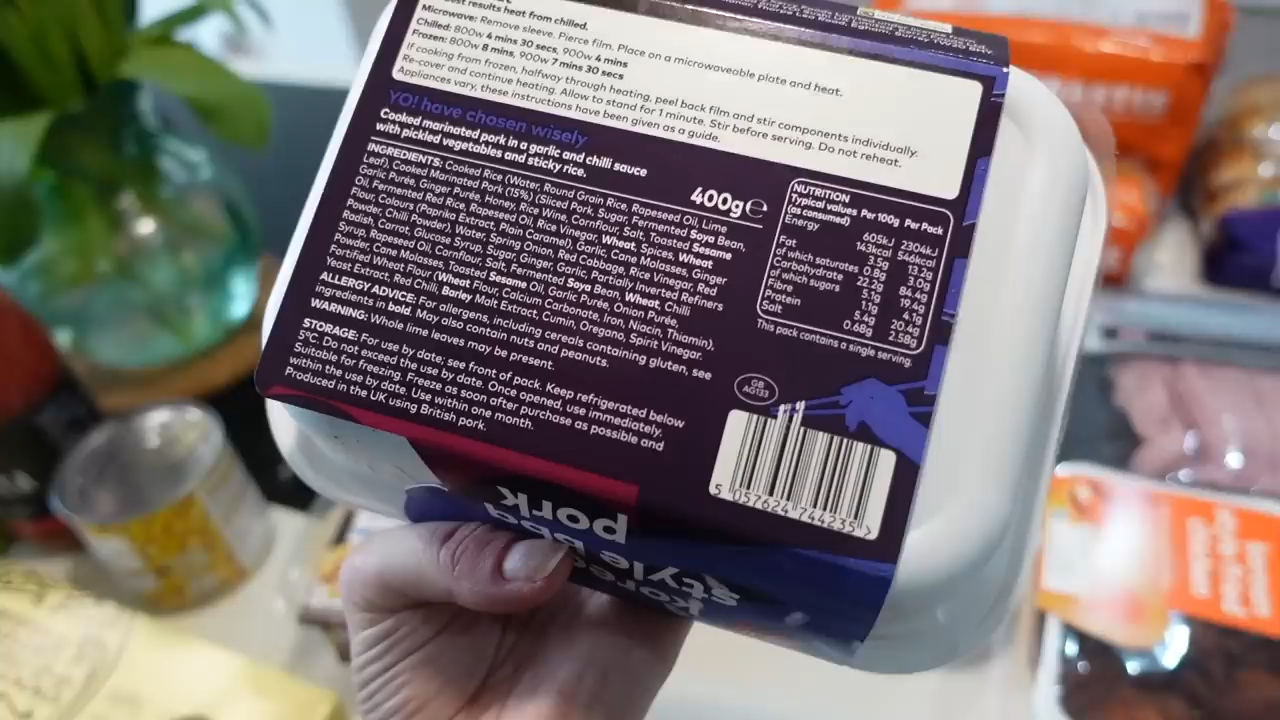 est results heat from chilled.
Microwave: Remove sleeve. Pierce film. Place on a microwaveable plate and heat.
Chilled: 800w 4 mins 30 secs, 900w 4 mins
Frozen: 800w 8 mins, 900w 7 mins 30 secs
If cooking from frozen, halfway through heating, peel back film and stir components individually.
Re-cover and continue heating. Allow to stand for 1 minute. Stir before serving. Do not reheat.
Appliances vary, these instructions have been given as a guide.
YO! have chosen wisely
Cooked marinated pork in a garlic and chilli sauce
with pickled vegetables and sticky rice.
400g℮
INGREDIENTS: Cooked Rice (Water, Round Grain Rice, Rapeseed Oil, Lime
Leaf), Cooked Marinated Pork (15%) (Sliced Pork, Sugar, Fermented Soya Bean,
Garlic Purée, Ginger Purée, Honey, Rice Wine, Cornflour, Salt, Toasted Sesame
Oil, Fermented Red Rice, Rapeseed Oil, Rice Vinegar, Wheat, Spices, Wheat
Flour, Colours (Paprika Extract, Plain Caramel), Garlic, Cane Molasses, Ginger
Powder, Chilli Powder), Water, Spring Onion, Red Cabbage, Rice Vinegar, Red
Radish, Carrot, Glucose Syrup, Sugar, Ginger, Garlic, Partially Inverted Refiners
Syrup, Rapeseed Oil, Cornflour, Salt, Fermented Soya Bean, Wheat, Chilli
Powder, Cane Molasses, Toasted Sesame Oil, Garlic Purée, Onion Purée,
Fortified Wheat Flour (Wheat Flour, Calcium Carbonate, Iron, Niacin, Thiamin),
Yeast Extract, Red Chilli, Barley Malt Extract, Cumin, Oregano, Spirit Vinegar.
ALLERGY ADVICE: For allergens, including cereals containing gluten, see
ingredients in bold. May also contain nuts and peanuts.
WARNING: Whole lime leaves may be present.
STORAGE: For use by date; see front of pack. Keep refrigerated below
5°C. Do not exceed the use by date. Once opened, use immediately.
Suitable for freezing. Freeze as soon after purchase as possible and
within the use by date. Use within one month.
Produced in the UK using British pork.
NUTRITION
Typical values Per 100g Per Pack
(as consumed)
Energy 605kJ 2304kJ
143kcal 546kcal
Fat 3.5g 13.2g
of which saturates 0.8g 3.0g
Carbohydrate 22.2g 84.4g
of which sugars 5.1g 19.4g
Fibre 1.1g 4.1g
Protein 5.4g 20.4g
Salt 0.68g 2.58g
This pack contains a single serving.
GB
AG133
5 057624 744235 >
style bbq
pork